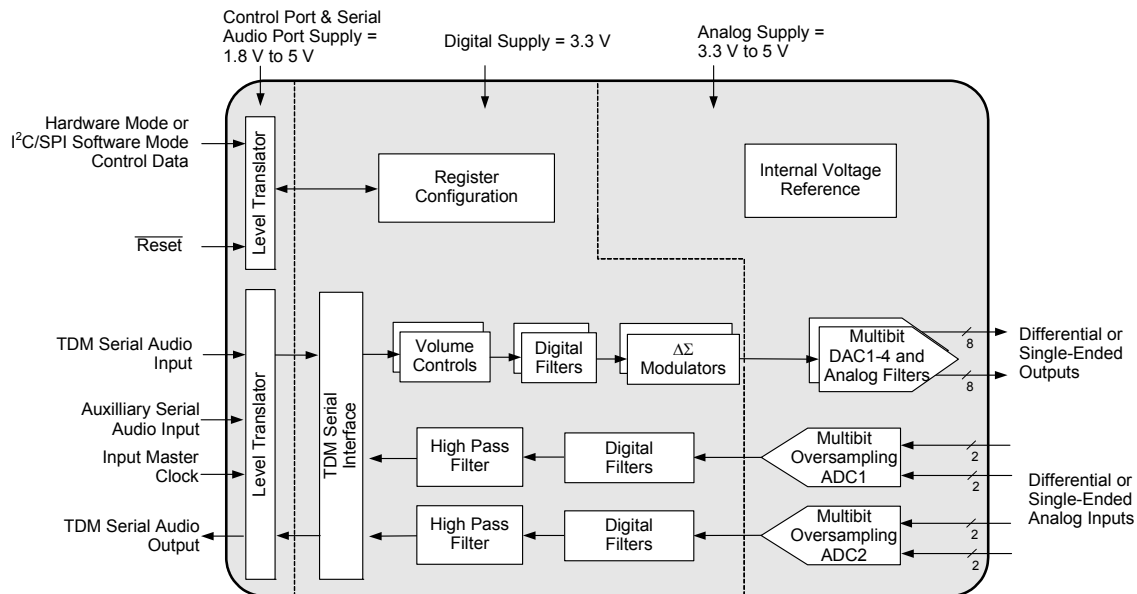 Control Port & Serial
Audio Port Supply =
1.8 V to 5 V
Digital Supply = 3.3 V
Analog Supply =
3.3 V to 5 V
Hardware Mode or
I²C/SPI Software Mode
Control Data
Reset
Level Translator
Register
Configuration
Internal Voltage
Reference
TDM Serial Audio
Input
Auxilliary Serial
Audio Input
Input Master
Clock
TDM Serial Audio
Output
Level Translator
TDM Serial
Interface
Volume
Controls
Digital
Filters
ΔΣ
Modulators
Multibit
DAC1-4 and
Analog Filters
8
8
Differential or
Single-Ended
Outputs
High Pass
Filter
Digital
Filters
Multibit
Oversampling
ADC1
2
2
High Pass
Filter
Digital
Filters
Multibit
Oversampling
ADC2
2
2
Differential or
Single-Ended
Analog Inputs